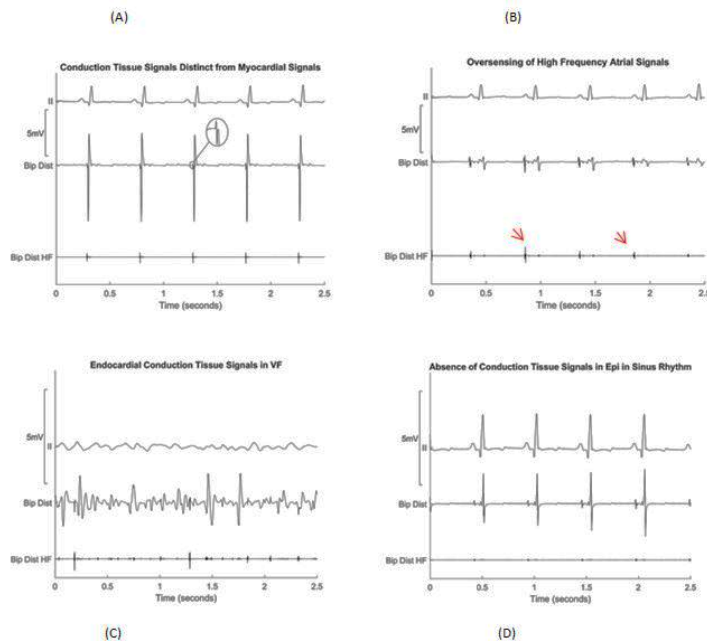 (A)
Conduction Tissue Signals Distinct from Myocardial Signals
II
5mV
Bip Dist
Bip Dist HF
0 0.5 1 1.5 2 2.5
Time (seconds)
(B)
Oversensing of High Frequency Atrial Signals
II
5mV
Bip Dist
Bip Dist HF
0 0.5 1 1.5 2 2.5
Time (seconds)
Endocardial Conduction Tissue Signals in VF
5mV
II
Bip Dist
Bip Dist HF
0 0.5 1 1.5 2 2.5
Time (seconds)
(C)
Absence of Conduction Tissue Signals in Epi in Sinus Rhythm
5mV
II
Bip Dist
Bip Dist HF
0 0.5 1 1.5 2 2.5
Time (seconds)
(D)